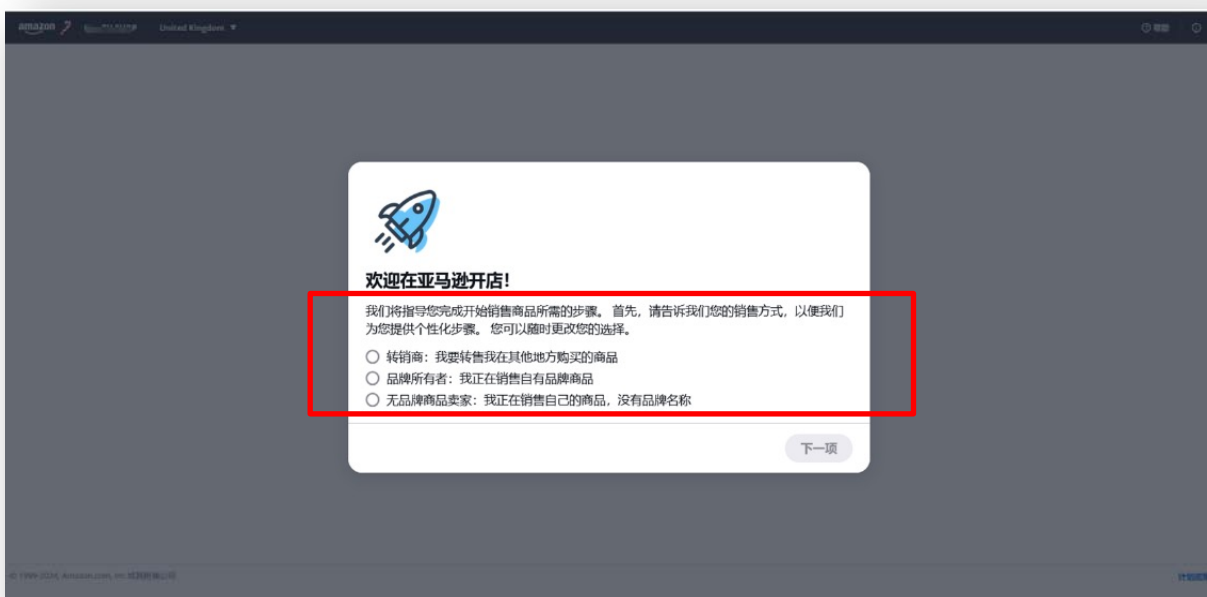 amazon
United Kingdom
欢迎在亚马逊开店！
我们将指导您完成开始销售商品所需的步骤。 首先，请告诉我们您的销售方式，以便我们
为您提供个性化步骤。 您可以随时更改您的选择。
转销商：我要转售我在其他地方购买的商品
品牌所有者：我正在销售自有品牌商品
无品牌商品卖家：我正在销售自己的商品，没有品牌名称
下一项
© 1999-2024, Amazon.com, Inc.